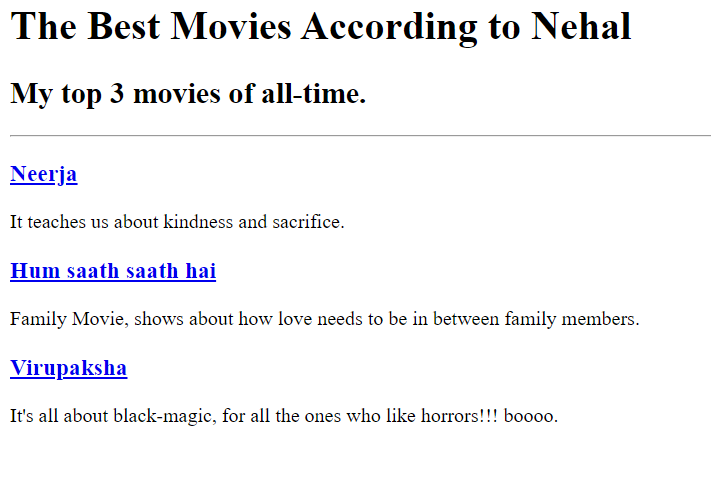 The Best Movies According to Nehal
My top 3 movies of all-time.
Neerja
It teaches us about kindness and sacrifice.
Hum saath saath hai
Family Movie, shows about how love needs to be in between family members.
Virupaksha
It's all about black-magic, for all the ones who like horrors!!! boooo.